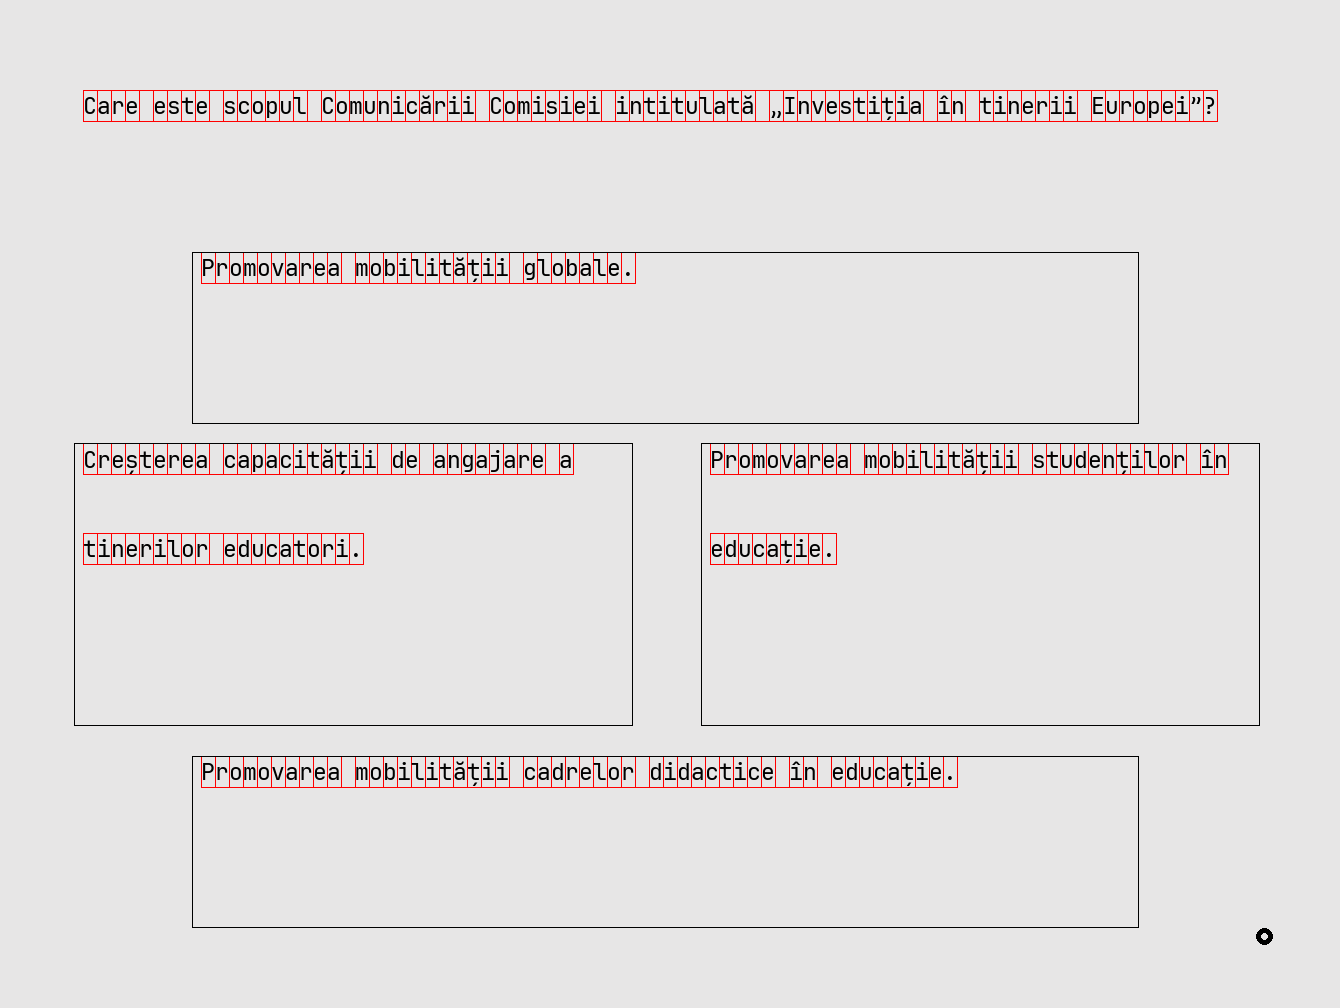 Care este scopul Comunicării Comisiei intitulată „Investiția în tinerii Europei”?
Promovarea mobilității globale.
Creșterea capacității de angajare a
tinerilor educatori.
Promovarea mobilității studenților în
educație.
Promovarea mobilității cadrelor didactice în educație.